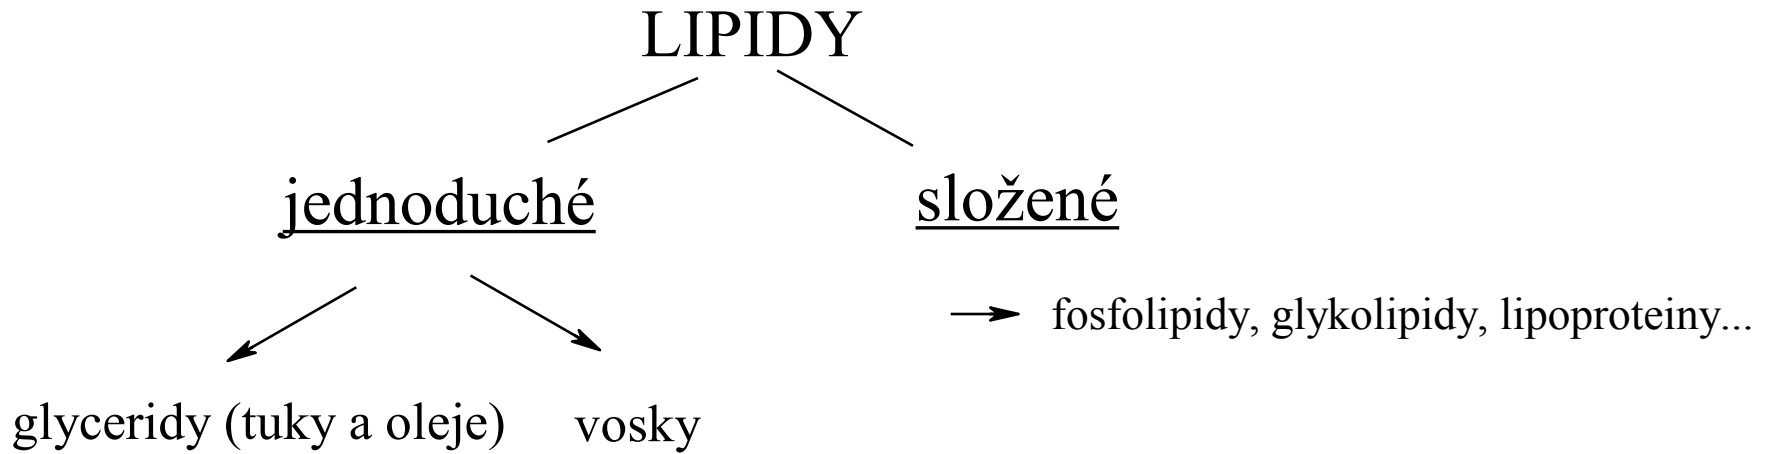 LIPIDY
jednoduché
složené
fosfolipidy, glykolipidy, lipoproteiny...
glyceridy (tuky a oleje)
vosky